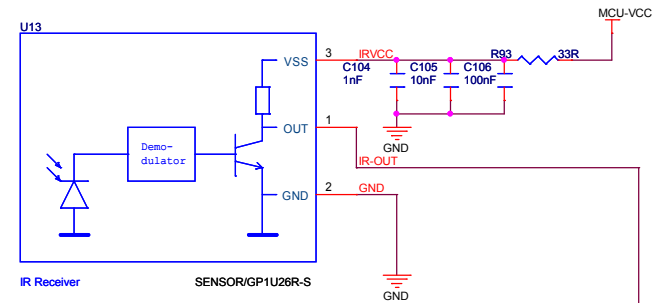 MCU-VCC
U13
VSS
3
IRVCC
C104
1nF
C105
10nF
C106
100nF
R93
33R
OUT
1
GND
Demo-
dulator
IR-OUT
GND
2
GND
IR Receiver
SENSOR/GP1U26R-S
GND